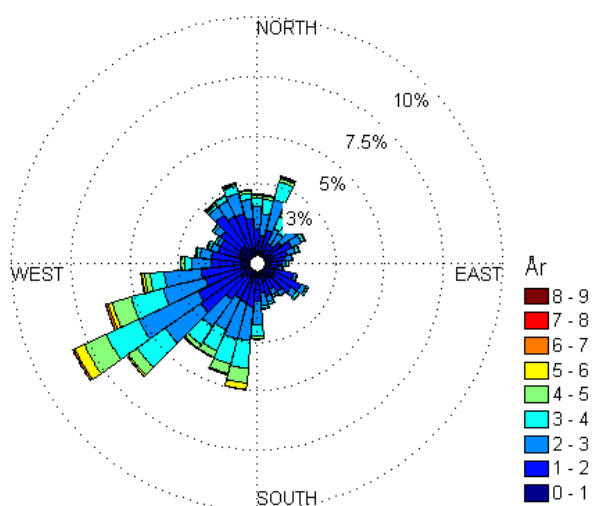 NORTH
10%
7.5%
5%
3%
WEST
EAST
SOUTH
År
8 - 9
7 - 8
6 - 7
5 - 6
4 - 5
3 - 4
2 - 3
1 - 2
0 - 1